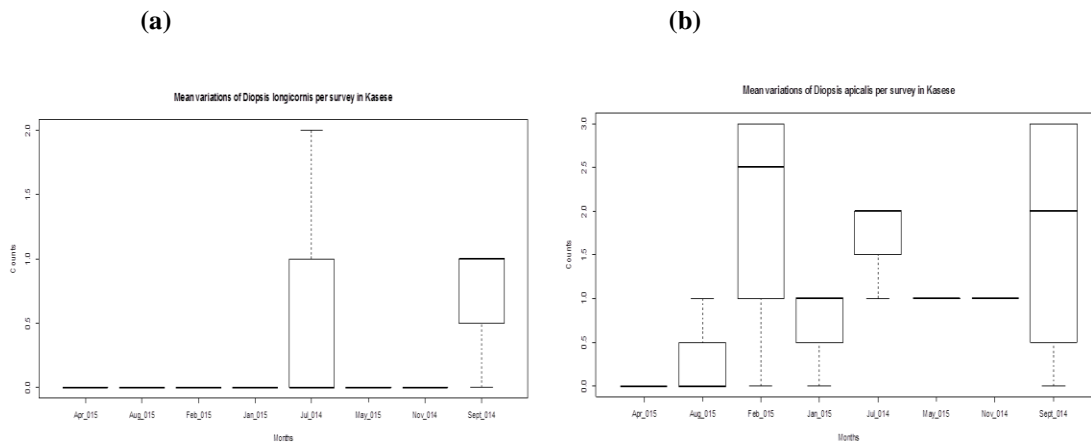 (a)
(b)
Mean variations of Diopsis longicornis per survey in Kasese
Counts
2.0
1.5
1.0
0.5
0.0
Apr_015 Aug_015 Feb_015 Jan_015 Jul_014 May_015 Nov_014 Sept_014
Months
Mean variations of Diopsis apicalis per survey in Kasese
Counts
3.0
2.5
2.0
1.5
1.0
0.5
0.0
Apr_015 Aug_015 Feb_015 Jan_015 Jul_014 May_015 Nov_014 Sept_014
Months